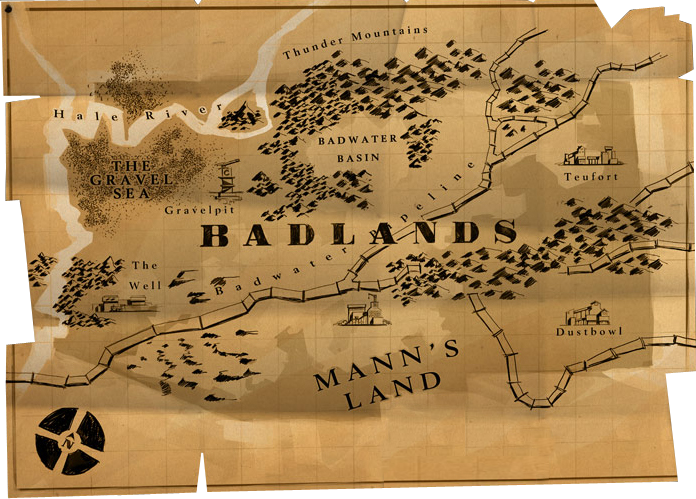 Thunder Mountains
Hale River
BADWATER
BASIN
THE
GRAVEL
SEA
Teufort
Gravelpit
BADLANDS
Badwater Pipeline
The
Well
Dustbowl
MANN'S
LAND
N